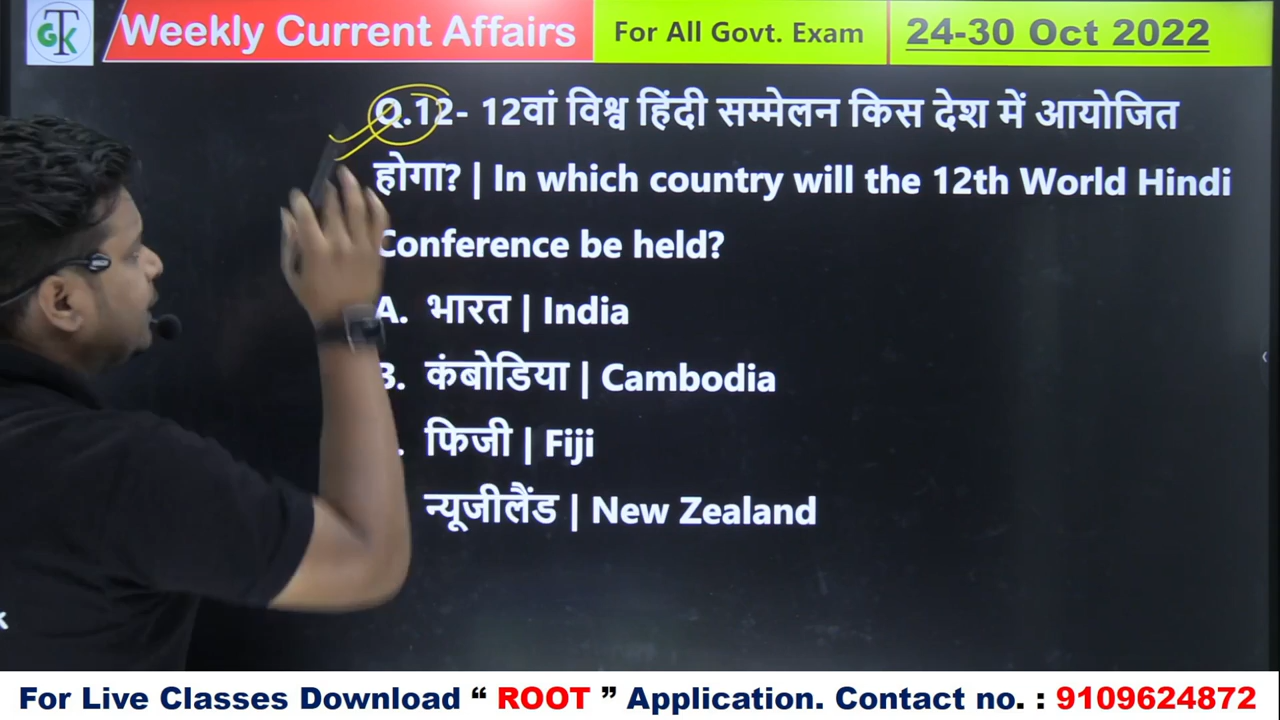 GTK
Weekly Current Affairs
For All Govt. Exam
24-30 Oct 2022
Q.12- 12वां विश्व हिंदी सम्मेलन किस देश में आयोजित
होगा? | In which country will the 12th World Hindi
Conference be held?
A. भारत | India
B. कंबोडिया | Cambodia
फिजी | Fiji
न्यूजीलैंड | New Zealand
For Live Classes Download “ ROOT ” Application. Contact no. : 9109624872